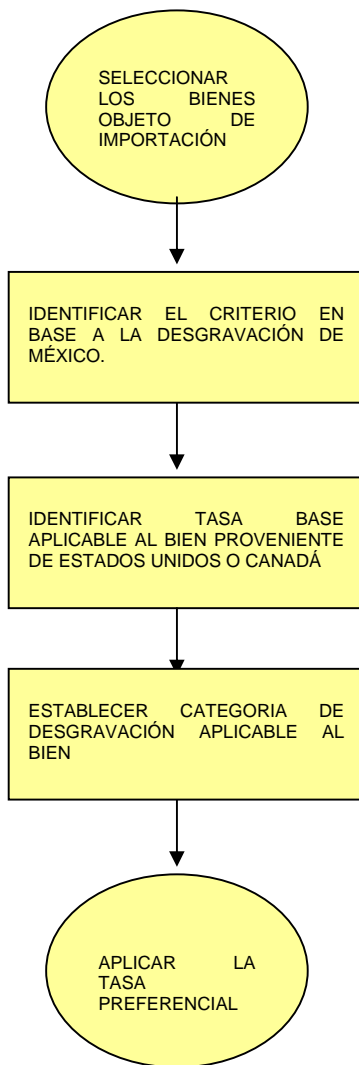 SELECCIONAR
LOS BIENES
OBJETO DE
IMPORTACIÓN
IDENTIFICAR EL CRITERIO EN
BASE A LA DESGRAVACIÓN DE
MÉXICO.
IDENTIFICAR TASA BASE
APLICABLE AL BIEN PROVENIENTE
DE ESTADOS UNIDOS O CANADÁ
ESTABLECER CATEGORIA DE
DESGRAVACIÓN APLICABLE AL
BIEN
APLICAR LA
TASA
PREFERENCIAL